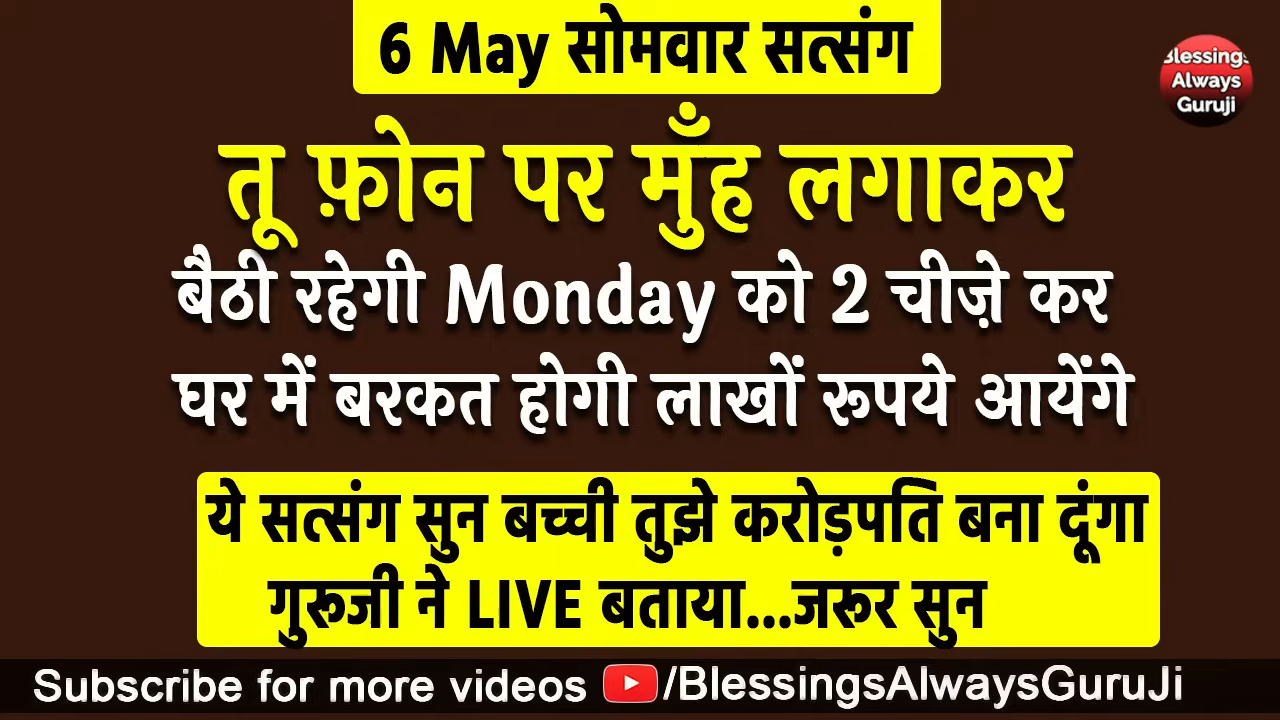 6 May सोमवार सत्संग
Blessings
Always
Guruji
तू फ़ोन पर मुँह लगाकर
बैठी रहेगी Monday को 2 चीज़े कर
घर में बरकत होगी लाखों रूपये आयेंगे
ये सत्संग सुन बच्ची तुझे करोड़पति बना दूंगा
गुरूजी ने LIVE बताया...जरूर सुन
Subscribe for more videos /BlessingsAlwaysGuruJi